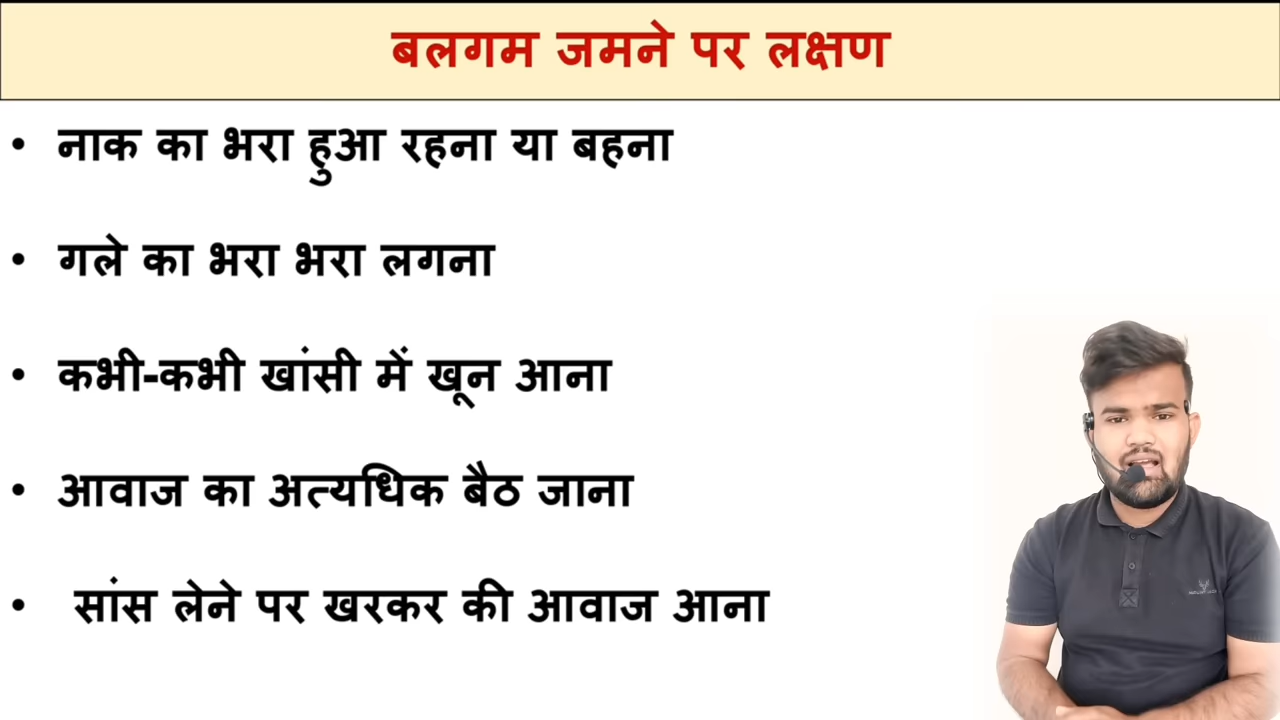 बलगम जमने पर लक्षण
• नाक का भरा हुआ रहना या बहना
• गले का भरा भरा लगना
• कभी-कभी खांसी में खून आना
• आवाज का अत्यधिक बैठ जाना
• सांस लेने पर खरकर की आवाज आना